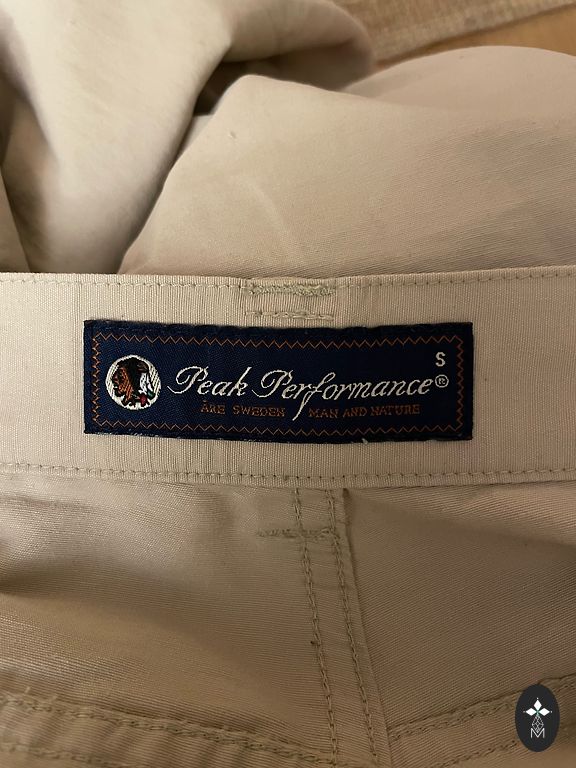 S
Peak Performance®
ÅRE SWEDEN MAN AND NATURE
M